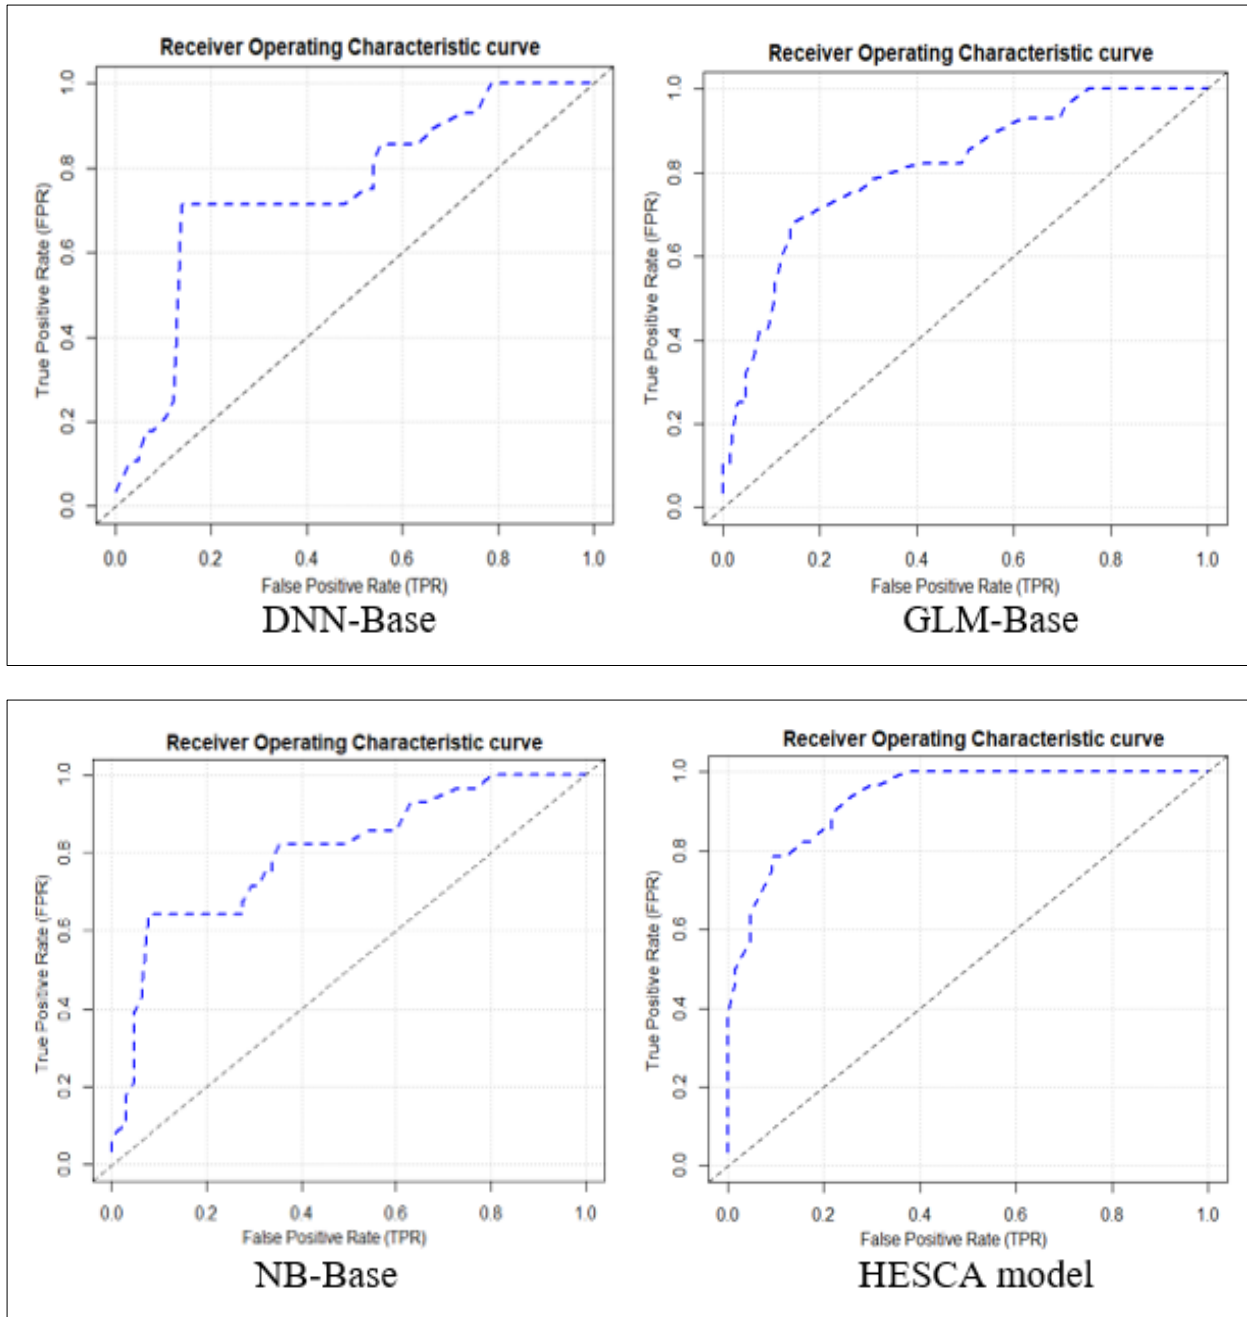 Receiver Operating Characteristic curve
True Positive Rate (FPR)
1.0
0.8
0.6
0.4
0.2
0.0
0.0 0.2 0.4 0.6 0.8 1.0
False Positive Rate (TPR)
DNN-Base
Receiver Operating Characteristic curve
True Positive Rate (FPR)
1.0
0.8
0.6
0.4
0.2
0.0
0.0 0.2 0.4 0.6 0.8 1.0
False Positive Rate (TPR)
GLM-Base
Receiver Operating Characteristic curve
True Positive Rate (FPR)
1.0
0.8
0.6
0.4
0.2
0.0
0.0 0.2 0.4 0.6 0.8 1.0
False Positive Rate (TPR)
NB-Base
Receiver Operating Characteristic curve
True Positive Rate (FPR)
1.0
0.8
0.6
0.4
0.2
0.0
0.0 0.2 0.4 0.6 0.8 1.0
False Positive Rate (TPR)
HESCA model